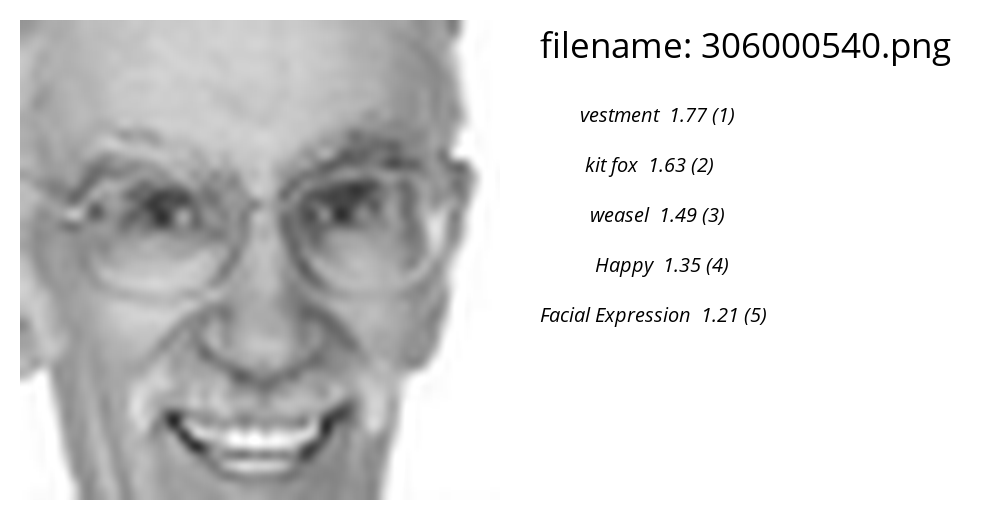 filename: 306000540.png
vestment 1.77 (1)
kit fox 1.63 (2)
weasel 1.49 (3)
Happy 1.35 (4)
Facial Expression 1.21 (5)